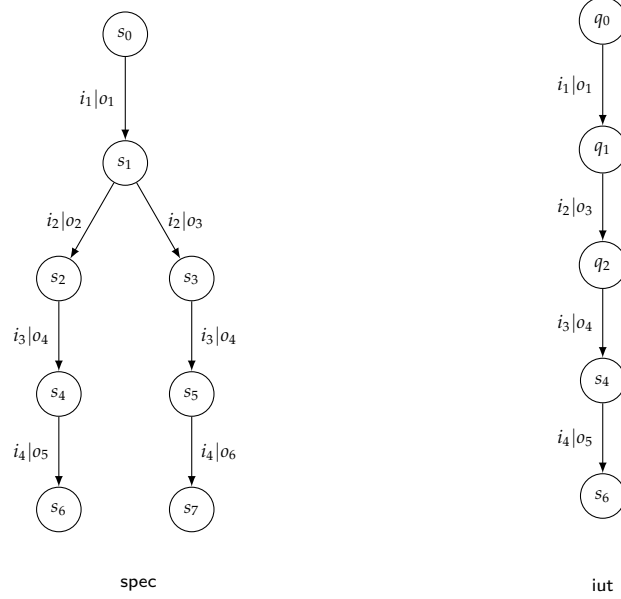 s0
i1|o1
s1
i2|o2 i2|o3
s2 s3
i3|o4 i3|o4
s4 s5
i4|o5 i4|o6
s6 s7
spec
q0
i1|o1
q1
i2|o3
q2
i3|o4
s4
i4|o5
s6
iut